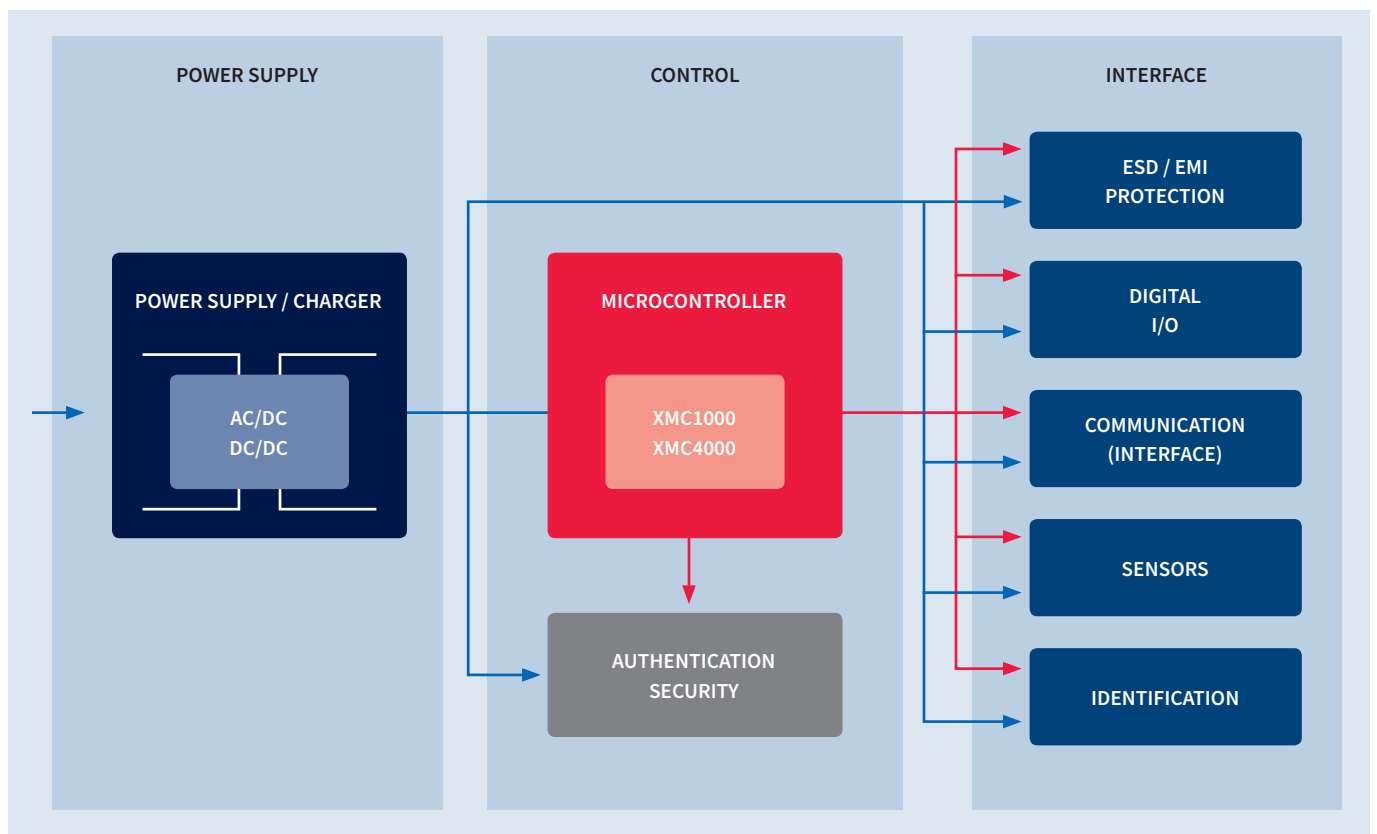 POWER SUPPLY
CONTROL
INTERFACE
POWER SUPPLY / CHARGER
AC/DC
DC/DC
MICROCONTROLLER
XMC1000
XMC4000
AUTHENTICATION
SECURITY
ESD / EMI
PROTECTION
DIGITAL
I/O
COMMUNICATION
(INTERFACE)
SENSORS
IDENTIFICATION